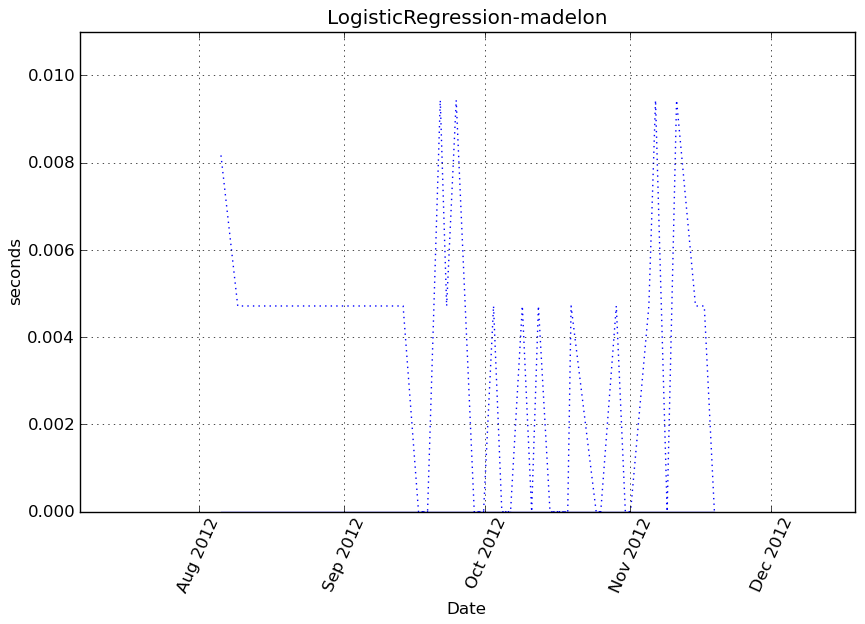 LogisticRegression-madelon
0.010
0.008
0.006
0.004
0.002
0.000
seconds
Aug 2012
Sep 2012
Oct 2012
Nov 2012
Dec 2012
Date